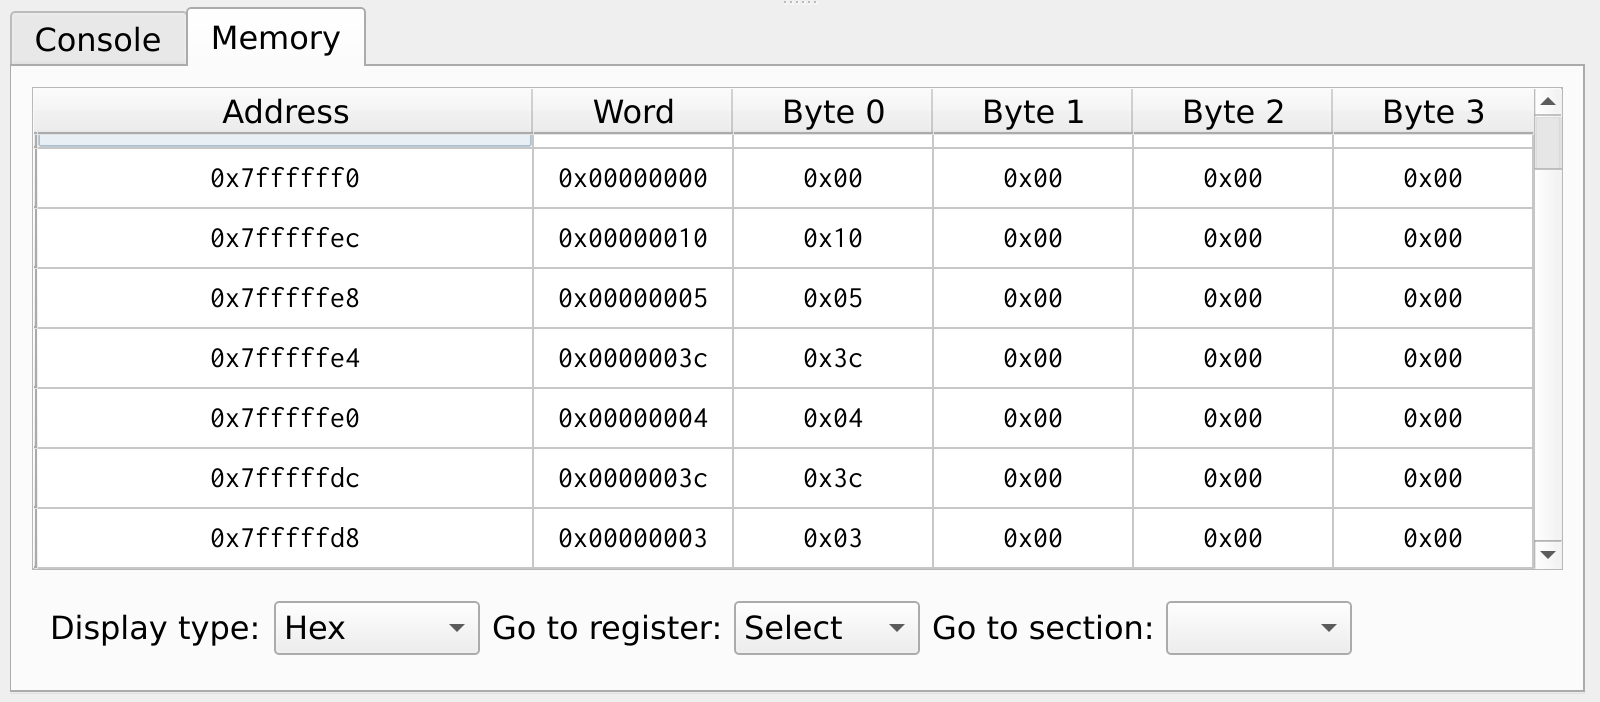 Console Memory
Address Word Byte 0 Byte 1 Byte 2 Byte 3
0x7ffffff0 0x00000000 0x00 0x00 0x00 0x00
0x7fffffec 0x00000010 0x10 0x00 0x00 0x00
0x7fffffe8 0x00000005 0x05 0x00 0x00 0x00
0x7fffffe4 0x0000003c 0x3c 0x00 0x00 0x00
0x7fffffe0 0x00000004 0x04 0x00 0x00 0x00
0x7fffffdc 0x0000003c 0x3c 0x00 0x00 0x00
0x7fffffd8 0x00000003 0x03 0x00 0x00 0x00
Display type: Hex Go to register: Select Go to section: